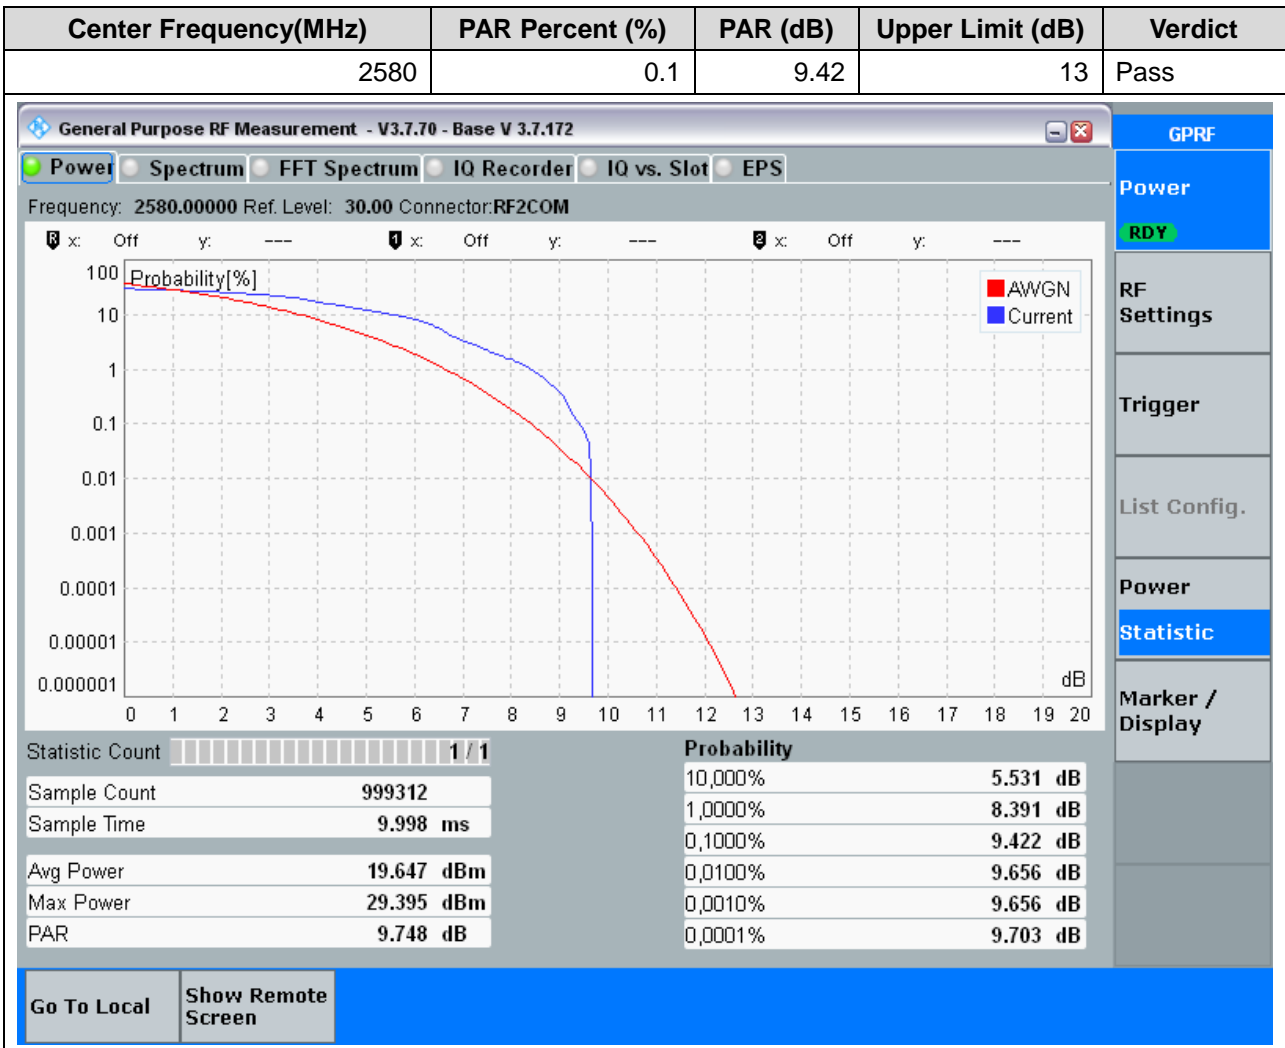 Center Frequency(MHz) PAR Percent (%) PAR (dB) Upper Limit (dB) Verdict
2580 0.1 9.42 13 Pass
General Purpose RF Measurement - V3.7.70 - Base V 3.7.172
GPRF
Power Spectrum FFT Spectrum IQ Recorder IQ vs. Slot EPS
Frequency: 2580.00000 Ref. Level: 30.00 Connector:RF2COM
R x: Off y: --- 1 x: Off y: --- 2 x: Off y: ---
Probability[%]
100
10
1
0.1
0.01
0.001
0.0001
0.00001
0.000001
AWGN
Current
dB
0 1 2 3 4 5 6 7 8 9 10 11 12 13 14 15 16 17 18 19 20
Statistic Count 1 / 1
Sample Count 999312
Sample Time 9.998 ms
Avg Power 19.647 dBm
Max Power 29.395 dBm
PAR 9.748 dB
Probability
10,000% 5.531 dB
1,0000% 8.391 dB
0,1000% 9.422 dB
0,0100% 9.656 dB
0,0010% 9.656 dB
0,0001% 9.703 dB
Power
RDY
RF
Settings
Trigger
List Config.
Power
Statistic
Marker /
Display
Go To Local
Show Remote
Screen